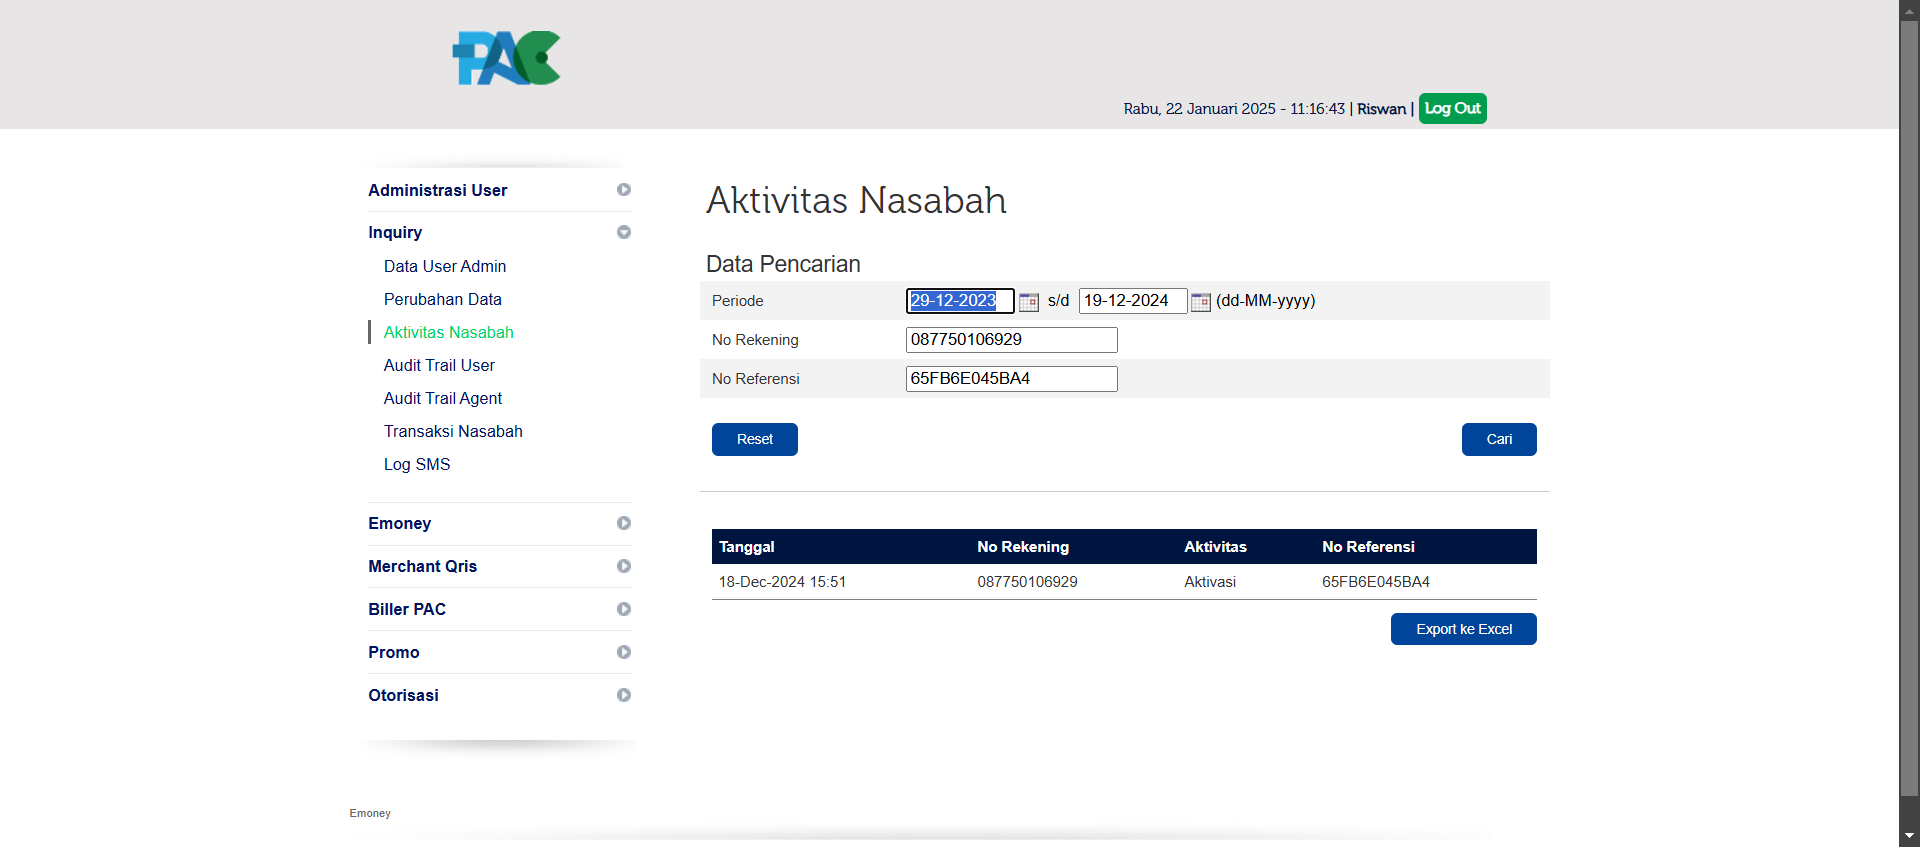 PAC
Rabu, 22 Januari 2025 - 11:16:43 | Riswan | Log Out
Administrasi User
Inquiry
Data User Admin
Perubahan Data
Aktivitas Nasabah
Audit Trail User
Audit Trail Agent
Transaksi Nasabah
Log SMS
Emoney
Merchant Qris
Biller PAC
Promo
Otorisasi
Aktivitas Nasabah
Data Pencarian
Periode 29-12-2023 s/d 19-12-2024 (dd-MM-yyyy)
No Rekening 087750106929
No Referensi 65FB6E045BA4
Reset Cari
Tanggal No Rekening Aktivitas No Referensi
18-Dec-2024 15:51 087750106929 Aktivasi 65FB6E045BA4
Export ke Excel
Emoney